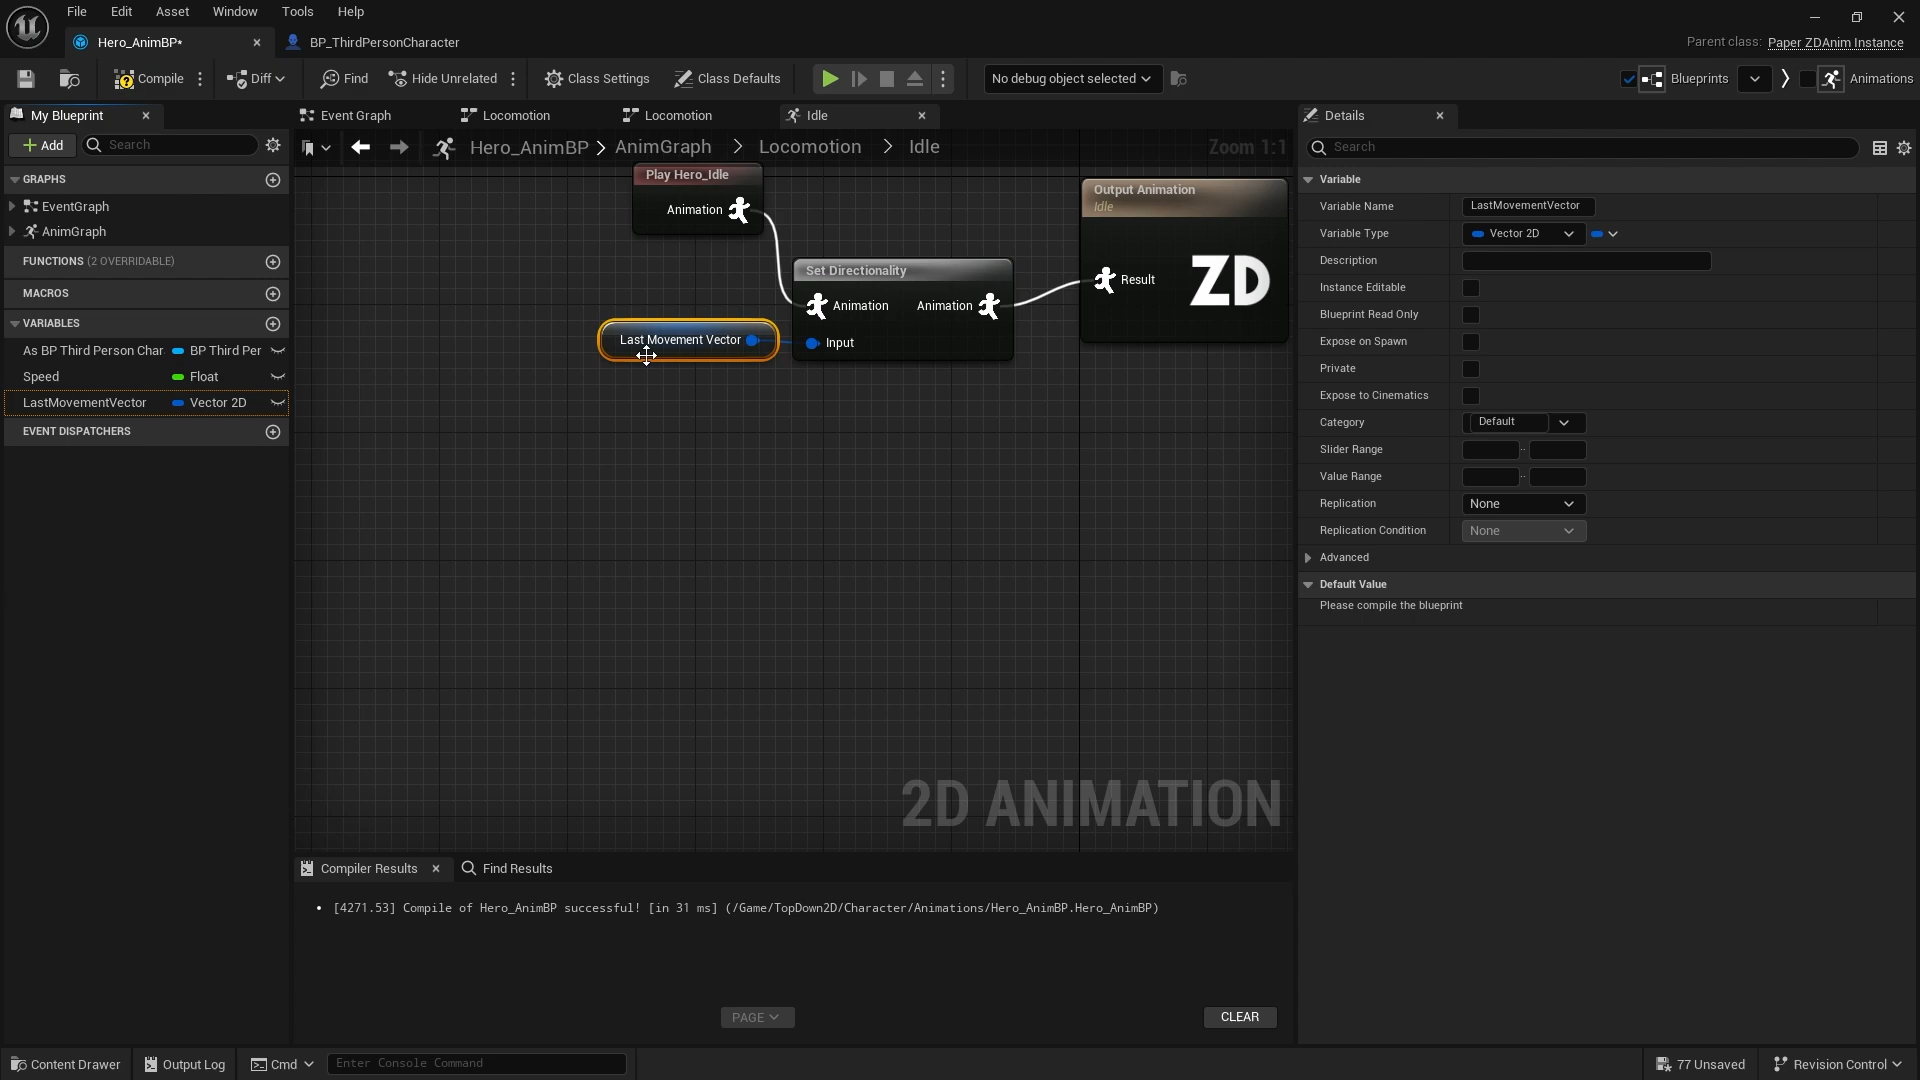 File Edit Asset Window Tools Help
Hero_AnimBP*
BP_ThirdPersonCharacter
Parent class: Paper ZDAnim Instance
Compile
Diff
Find
Hide Unrelated
Class Settings
Class Defaults
No debug object selected
Blueprints
Animations
My Blueprint
Event Graph
Locomotion
Locomotion
Idle
Details
Add
Search
Hero_AnimBP > AnimGraph > Locomotion > Idle
Zoom 1:1
Search
GRAPHS
EventGraph
AnimGraph
FUNCTIONS (2 OVERRIDABLE)
MACROS
VARIABLES
As BP Third Person Char BP Third Per
Speed Float
LastMovementVector Vector 2D
EVENT DISPATCHERS
Play Hero_Idle
Animation
Set Directionality
Animation Animation
Input
Last Movement Vector
Output Animation
Idle
Result
ZD
2D ANIMATION
Variable
Variable Name LastMovementVector
Variable Type Vector 2D
Description
Instance Editable
Blueprint Read Only
Expose on Spawn
Private
Expose to Cinematics
Category Default
Slider Range ..
Value Range ..
Replication None
Replication Condition None
Advanced
Default Value
Please compile the blueprint
Compiler Results
Find Results
• [4271.53] Compile of Hero_AnimBP successful! [in 31 ms] (/Game/TopDown2D/Character/Animations/Hero_AnimBP.Hero_AnimBP)
PAGE
CLEAR
Content Drawer
Output Log
Cmd
Enter Console Command
77 Unsaved
Revision Control